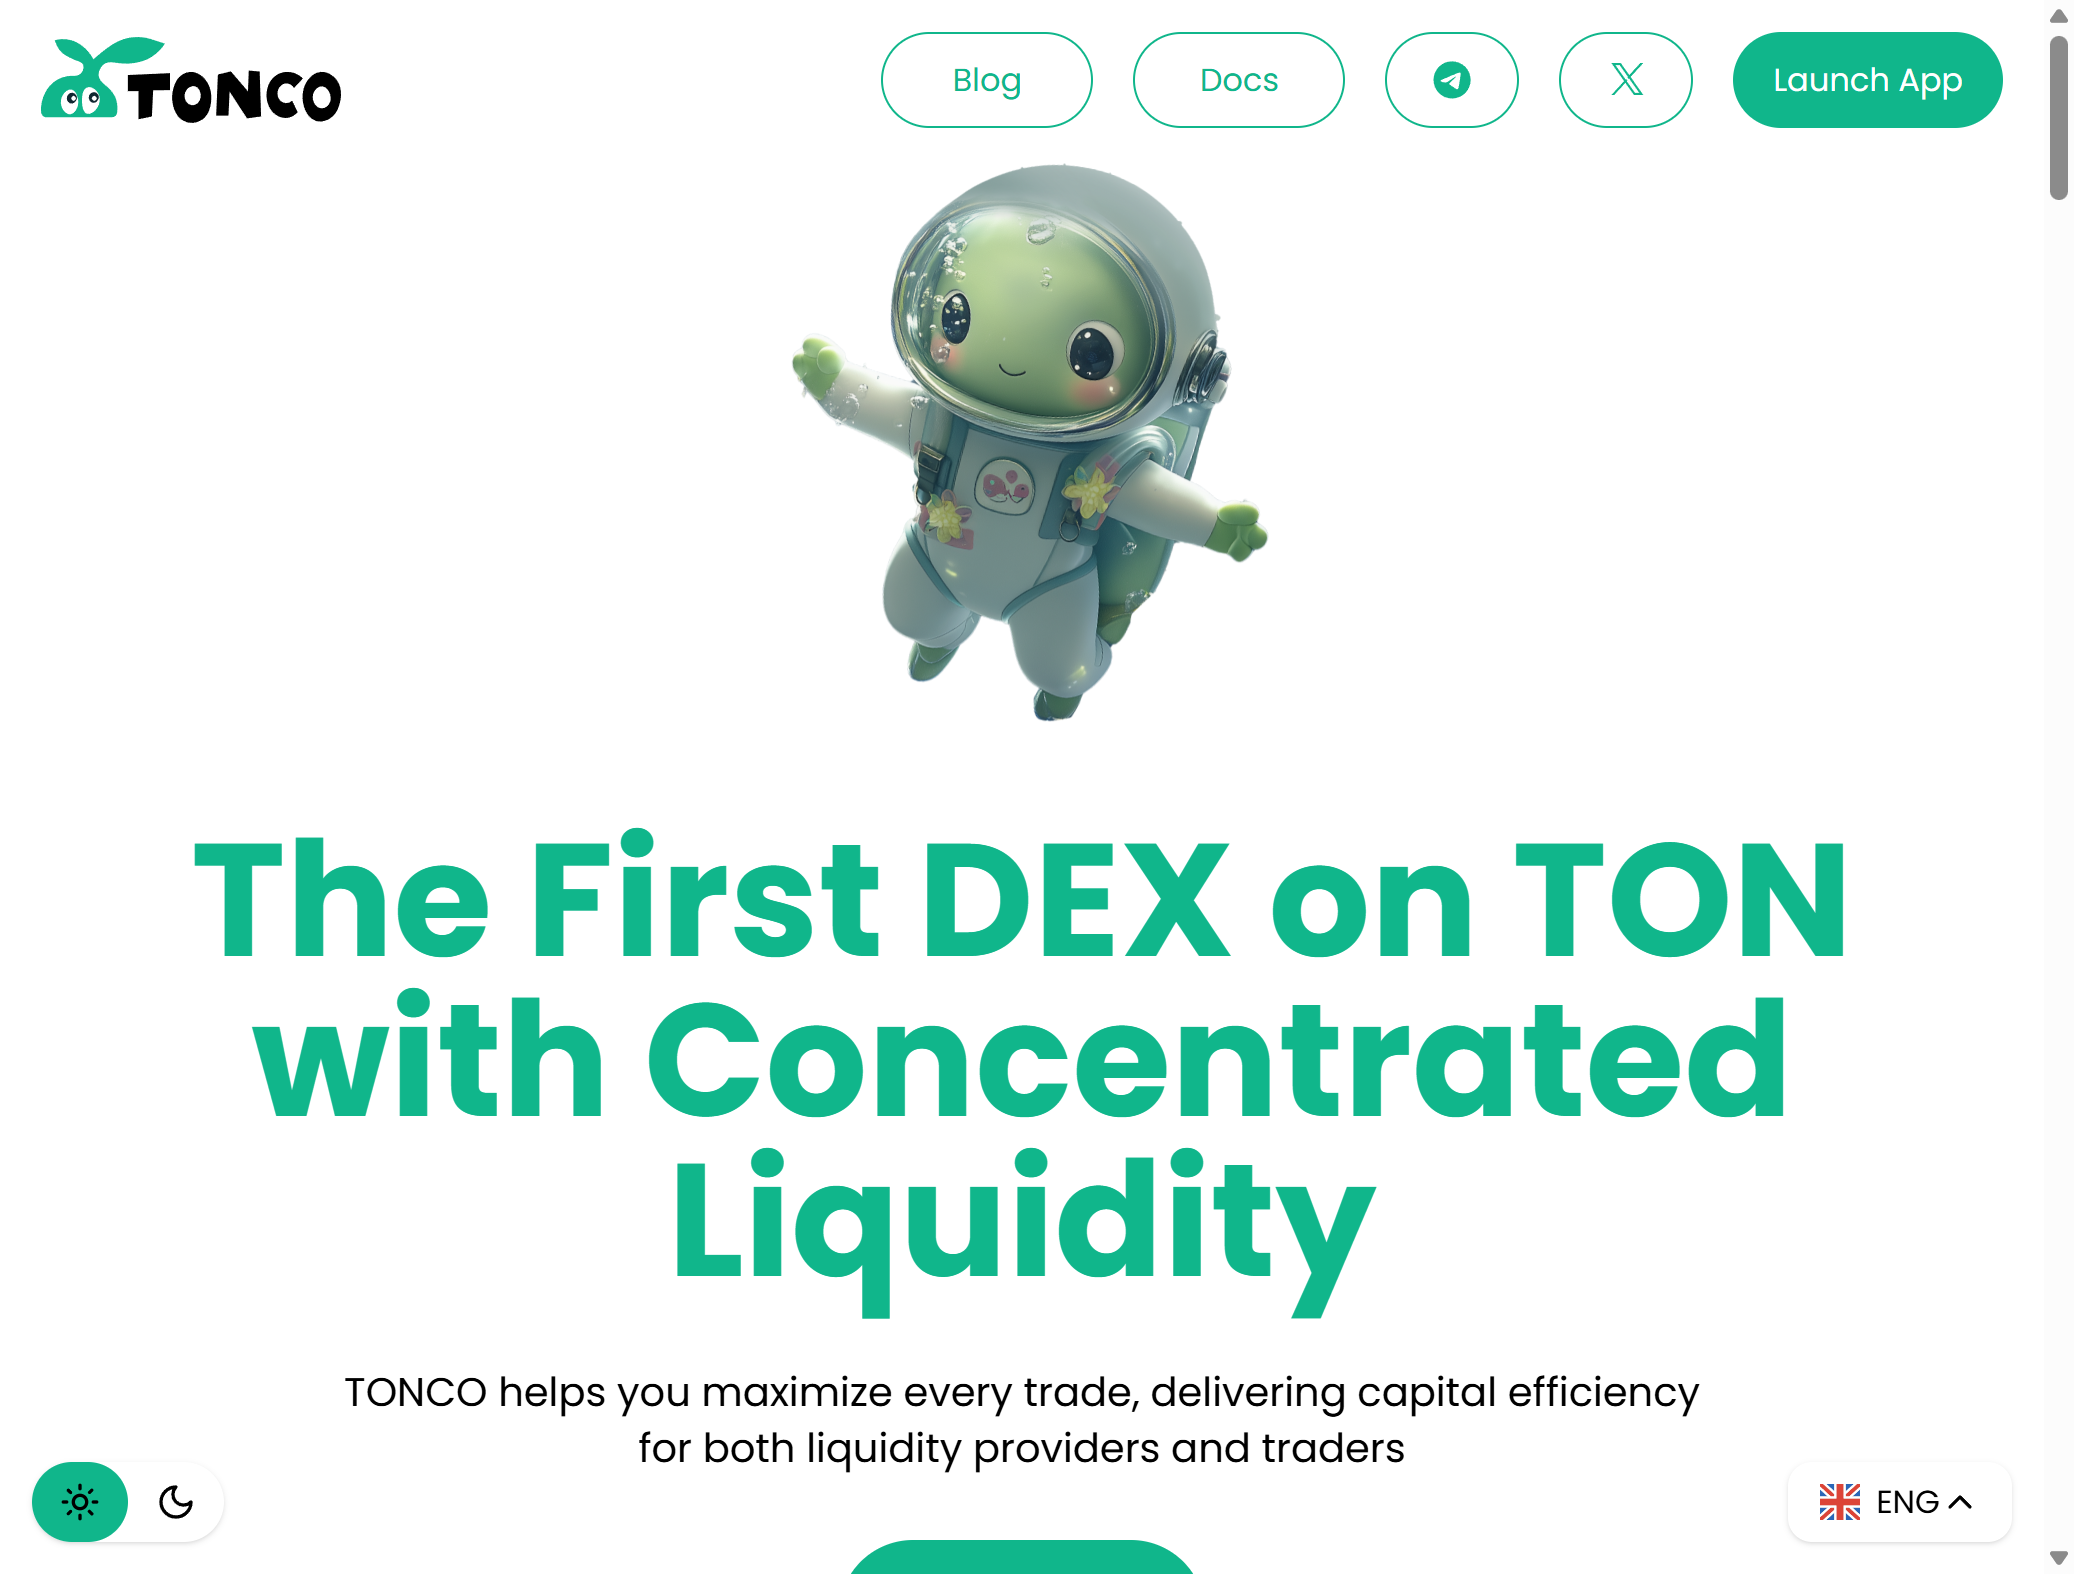 TONCO
Blog
Docs
Launch App
The First DEX on TON
with Concentrated
Liquidity
TONCO helps you maximize every trade, delivering capital efficiency
for both liquidity providers and traders
ENG